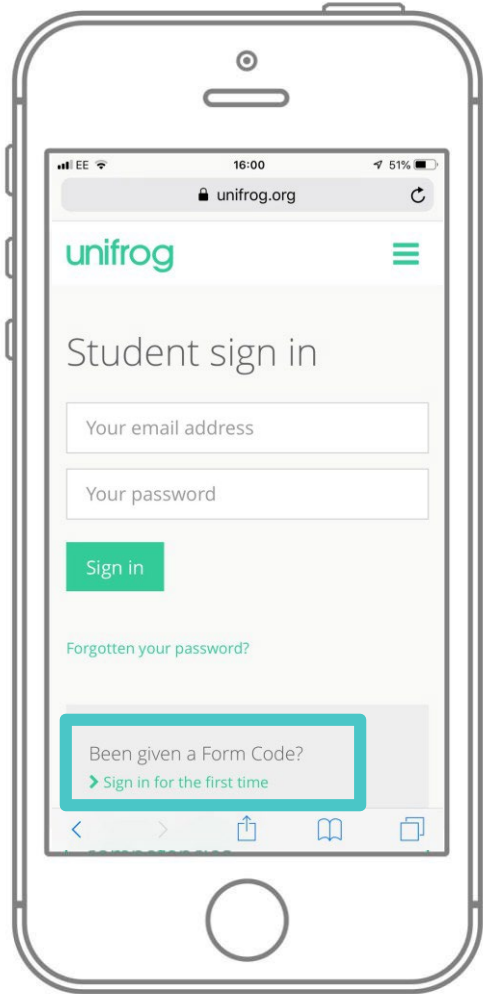 EE 16:00 51%
unifrog.org
unifrog
Student sign in
Your email address
Your password
Sign in
Forgotten your password?
Been given a Form Code?
Sign in for the first time